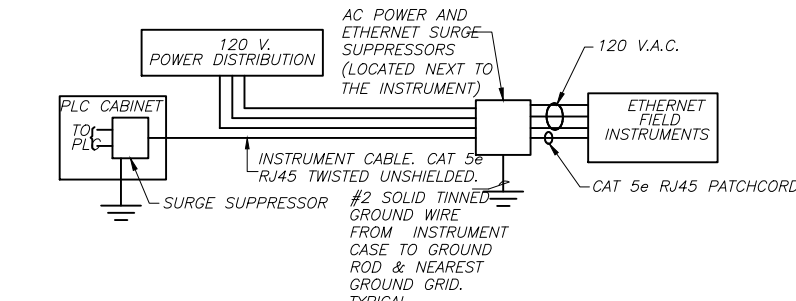 AC POWER AND
ETHERNET SURGE
SUPPRESSORS
(LOCATED NEXT TO
THE INSTRUMENT)
120 V.
POWER DISTRIBUTION
120 V.A.C.
PLC CABINET
TO
PLC
ETHERNET
FIELD
INSTRUMENTS
INSTRUMENT CABLE. CAT 5e
RJ45 TWISTED UNSHIELDED.
CAT 5e RJ45 PATCHCORD
SURGE SUPPRESSOR
#2 SOLID TINNED
GROUND WIRE
FROM INSTRUMENT
CASE TO GROUND
ROD & NEAREST
GROUND GRID.
TYPICAL